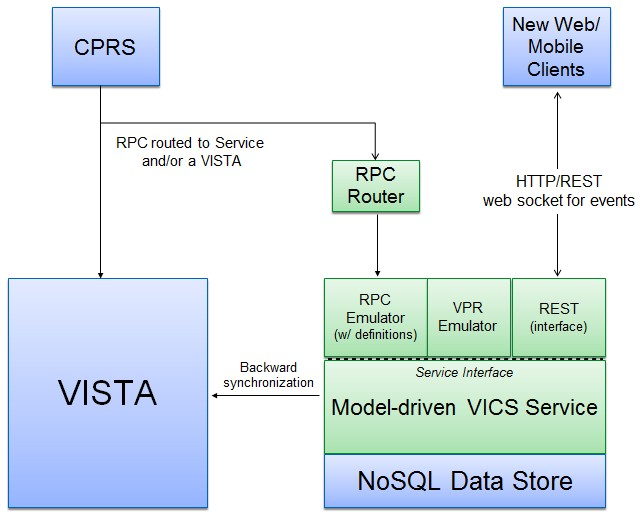 CPRS
New Web/
Mobile
Clients
RPC routed to Service
and/or a VISTA
RPC
Router
HTTP/REST
web socket for events
RPC
Emulator
(w/ definitions)
VPR
Emulator
REST
(interface)
Backward
synchronization
Service Interface
VISTA
Model-driven VICS Service
NoSQL Data Store